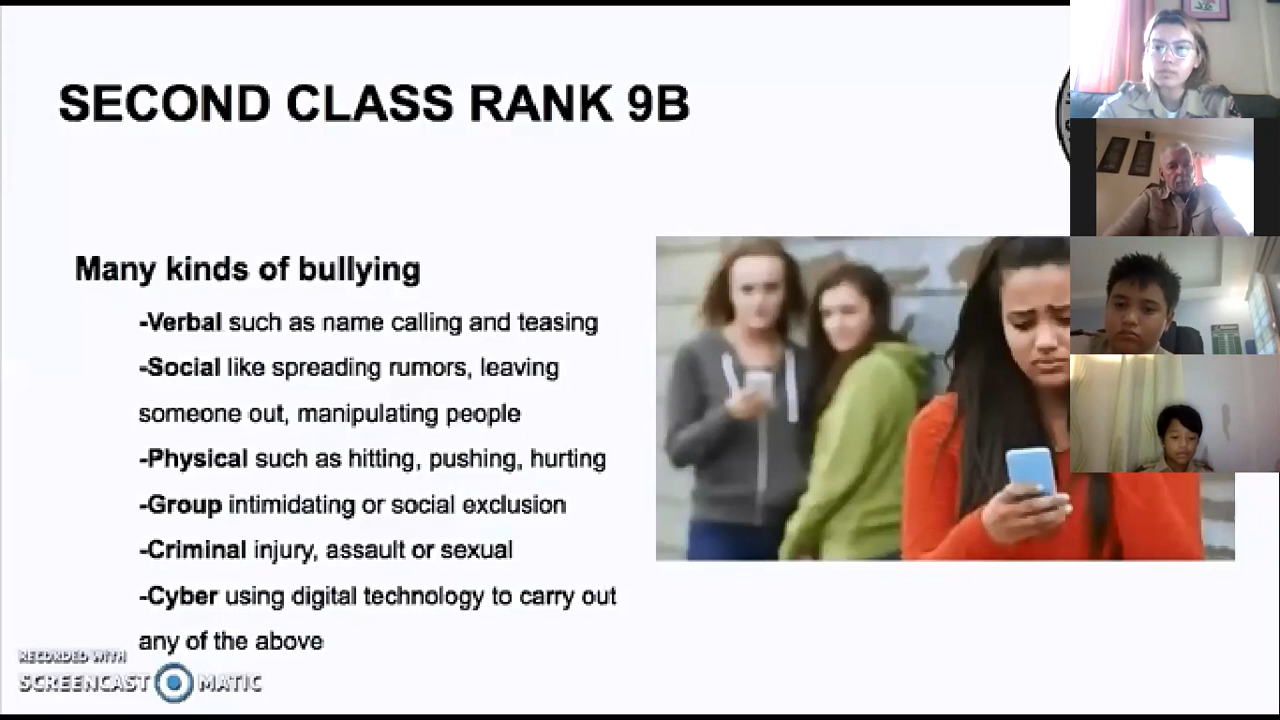 SECOND CLASS RANK 9B
Many kinds of bullying
-Verbal such as name calling and teasing
-Social like spreading rumors, leaving
someone out, manipulating people
-Physical such as hitting, pushing, hurting
-Group intimidating or social exclusion
-Criminal injury, assault or sexual
-Cyber using digital technology to carry out
any of the above
RECORDED WITH
SCREENCAST MATIC